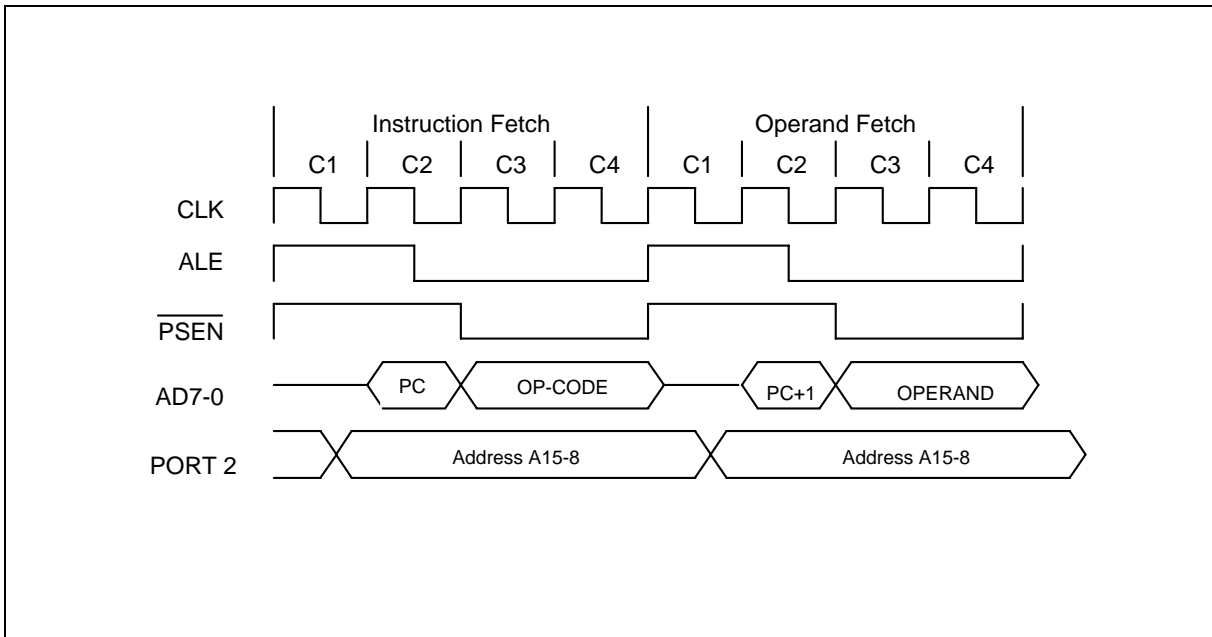 Instruction Fetch Operand Fetch
C1 C2 C3 C4 C1 C2 C3 C4
CLK
ALE
PSEN
AD7-0 PC OP-CODE PC+1 OPERAND
PORT 2 Address A15-8 Address A15-8